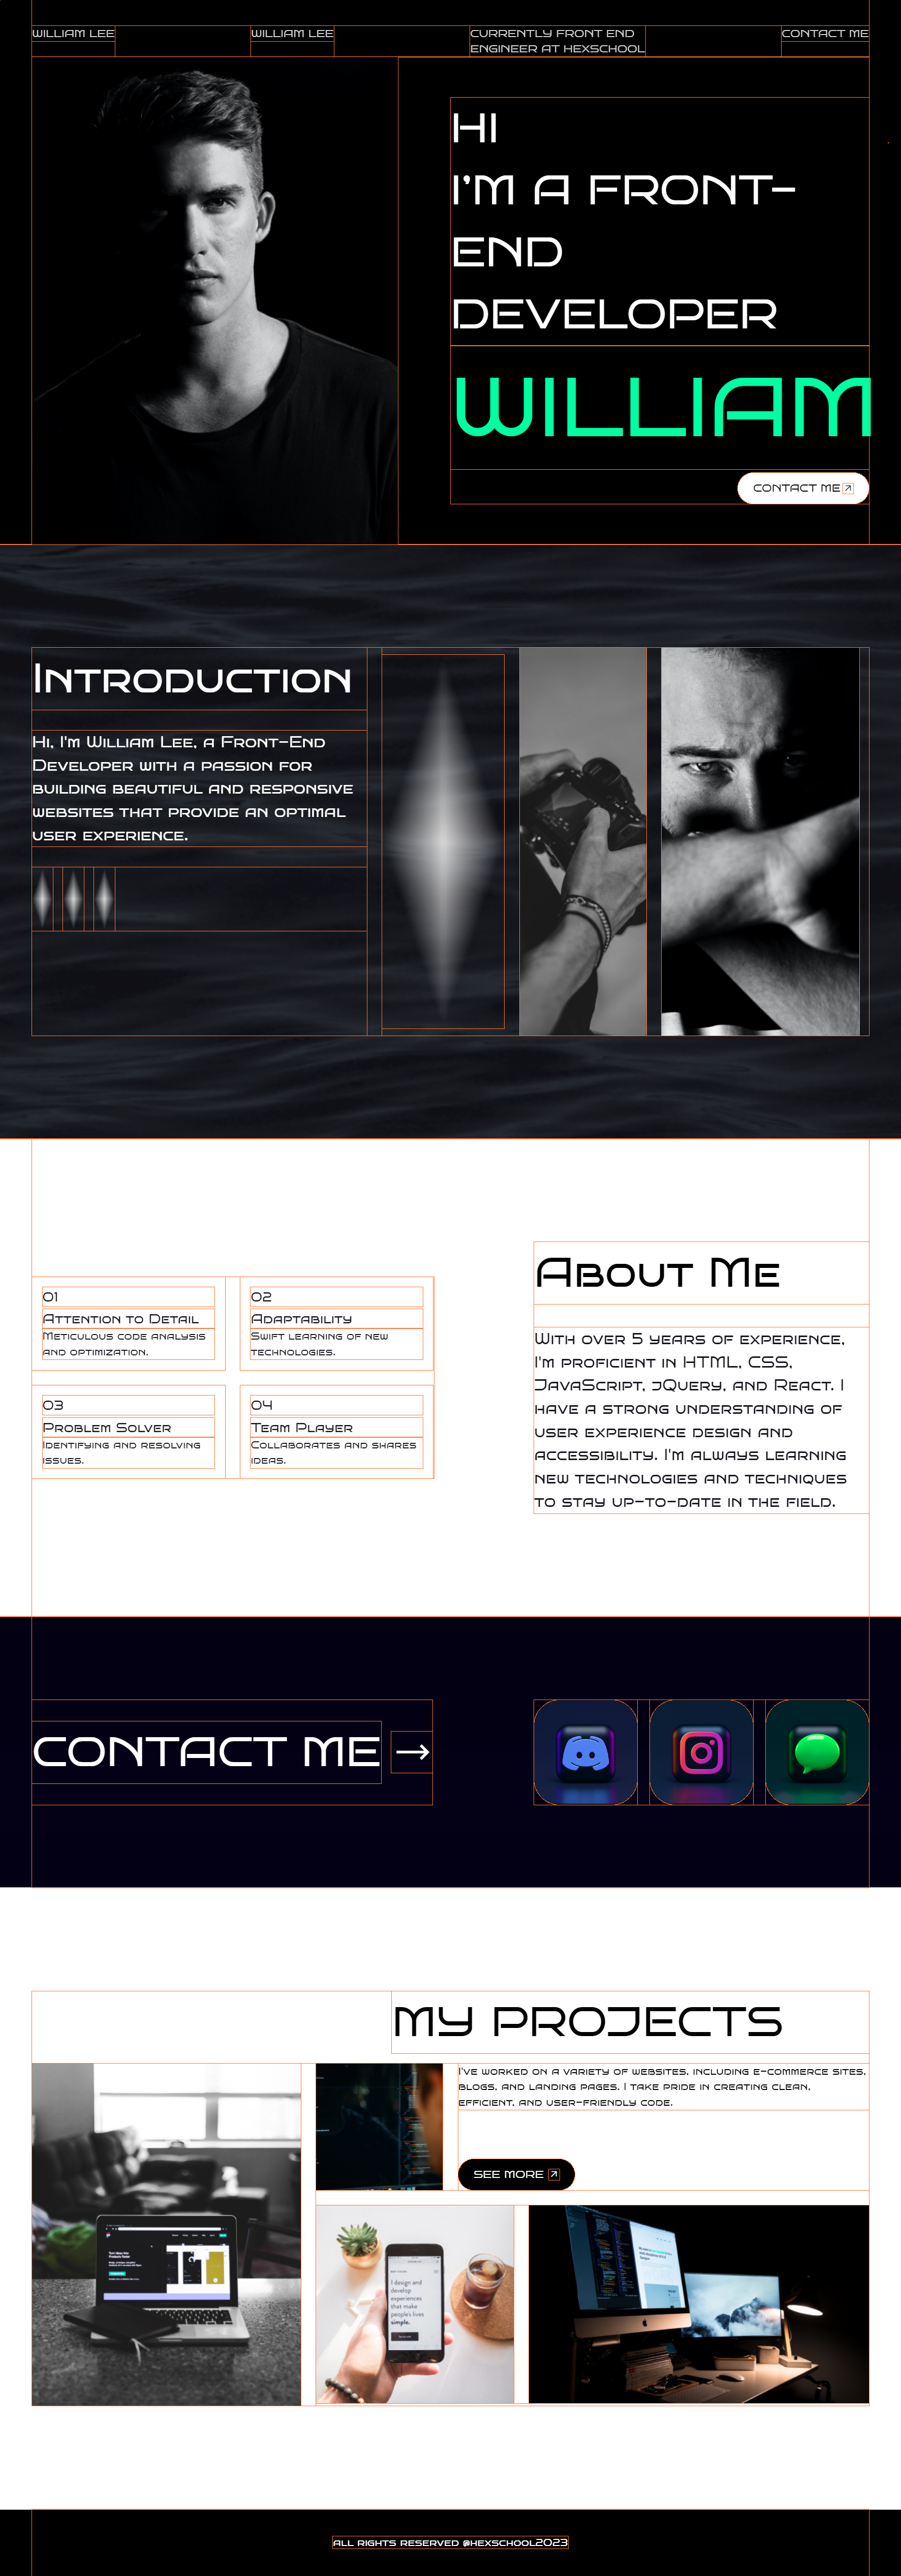 WILLIAM LEE
WILLIAM LEE
CURRENTLY FRONT END
ENGINEER AT HEXSCHOOL
CONTACT ME
HI
I'M A FRONT-
END
DEVELOPER
WILLIAM
CONTACT ME
Introduction
Hi, I'm William Lee, a Front-End
Developer with a passion for
building beautiful and responsive
websites that provide an optimal
user experience.
01
Attention to Detail
Meticulous code analysis
and optimization.
02
Adaptability
Swift learning of new
technologies.
03
Problem Solver
Identifying and resolving
issues.
04
Team Player
Collaborates and shares
ideas.
About Me
With over 5 years of experience,
I'm proficient in HTML, CSS,
JavaScript, jQuery, and React. I
have a strong understanding of
user experience design and
accessibility. I'm always learning
new technologies and techniques
to stay up-to-date in the field.
CONTACT ME
MY PROJECTS
I've worked on a variety of websites, including e-commerce sites,
blogs, and landing pages. I take pride in creating clean,
efficient, and user-friendly code.
SEE MORE
I design and
develop
experiences
that make
people's lives
simple.
all rights reserved @hexschool2023